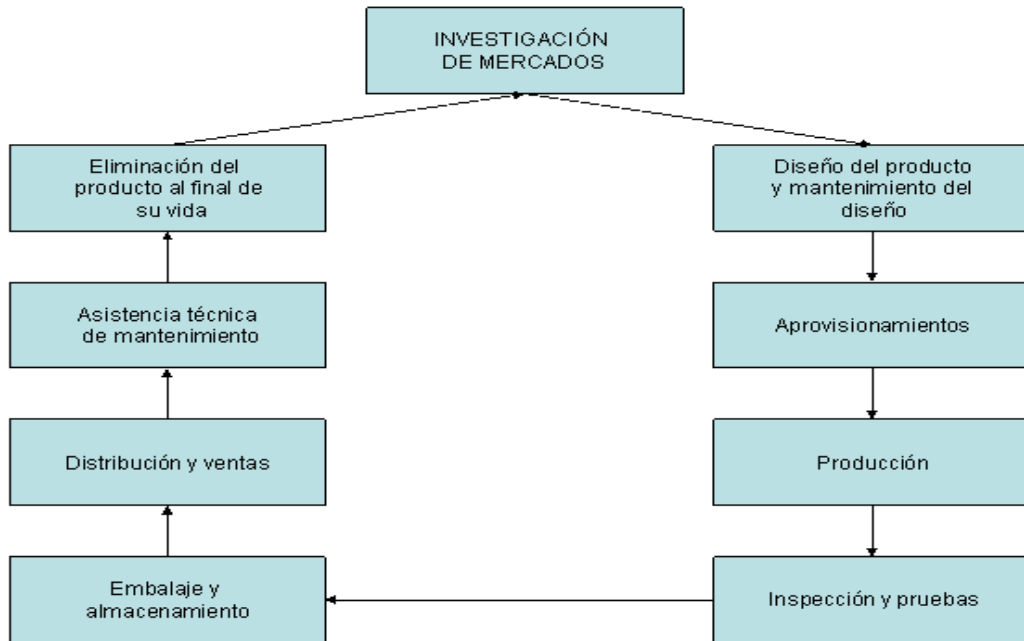 INVESTIGACIÓN
DE MERCADOS
Diseño del producto
y mantenimiento del
diseño
Aprovisionamientos
Producción
Inspección y pruebas
Embalaje y
almacenamiento
Distribución y ventas
Asistencia técnica
de mantenimiento
Eliminación del
producto al final de
su vida